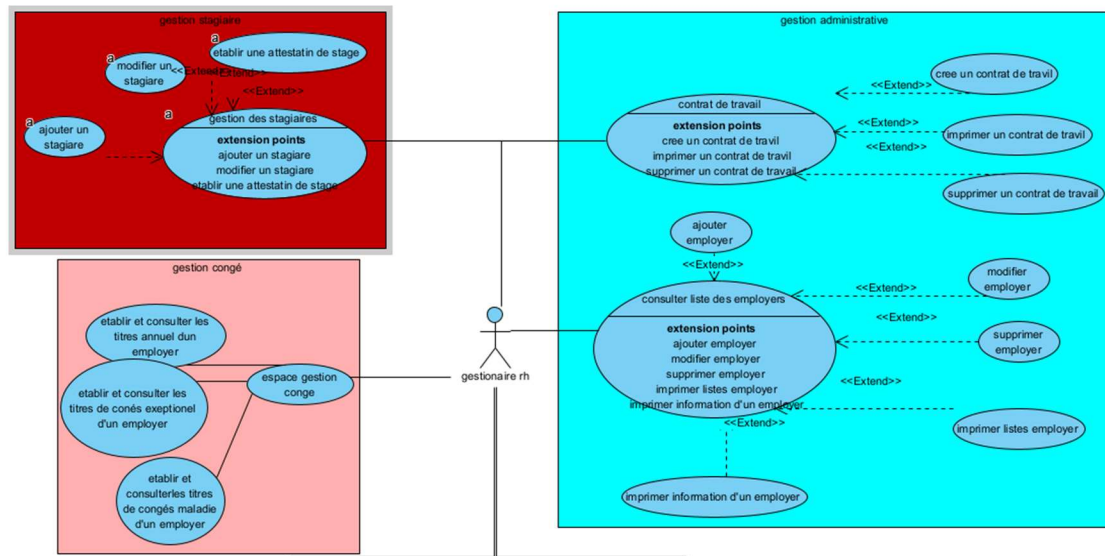 gestion stagiaire
a
etablir une attestatin de stage
a
modifier un
stagiare
<<Extend>>
<<Extend>>
<<Extend>>
a
ajouter un
stagiare
a
gestion des stagiaires
extension points
ajouter un stagiare
modifier un stagiare
etablir une attestatin de stage
gestion congé
etablir et consulter les
titres annuel dun
employer
etablir et consulter les
titres de conés exeptionel
d'un employer
espace gestion
conge
etablir et
consulterles titres
de congés maladie
d'un employer
gestionaire rh
gestion administrative
cree un contrat de travil
<<Extend>>
contrat de travail
extension points
cree un contrat de travil
imprimer un contrat de travil
supprimer un contrat de travail
<<Extend>>
imprimer un contrat de travil
<<Extend>>
supprimer un contrat de travail
ajouter
employer
<<Extend>>
consulter liste des employers
extension points
ajouter employer
modifier employer
supprimer employer
imprimer listes employer
imprimer information d'un employer
modifier
employer
<<Extend>>
<<Extend>>
supprimer
employer
<<Extend>>
imprimer listes employer
<<Extend>>
imprimer information d'un employer